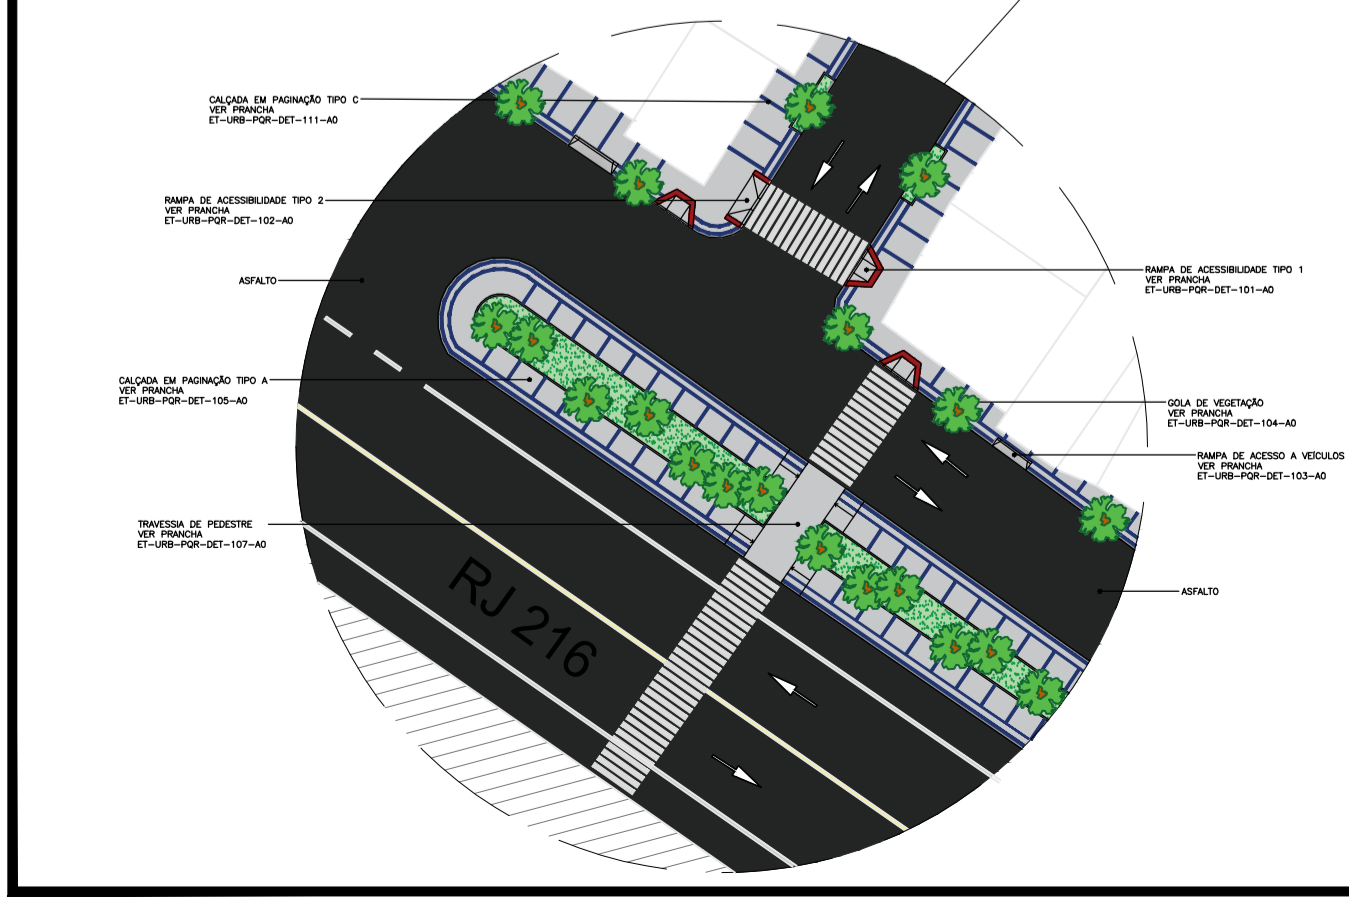 CALÇADA EM PAGINAÇÃO TIPO C
VER PRANCHA
ET-URB-PQR-DET-111-A0
RAMPA DE ACESSIBILIDADE TIPO 2
VER PRANCHA
ET-URB-PQR-DET-102-A0
ASFALTO
CALÇADA EM PAGINAÇÃO TIPO A
VER PRANCHA
ET-URB-PQR-DET-105-A0
TRAVESSIA DE PEDESTRE
VER PRANCHA
ET-URB-PQR-DET-107-A0
RJ 216
RAMPA DE ACESSIBILIDADE TIPO 1
VER PRANCHA
ET-URB-PQR-DET-101-A0
GOLA DE VEGETAÇÃO
VER PRANCHA
ET-URB-PQR-DET-104-A0
RAMPA DE ACESSO A VEÍCULOS
VER PRANCHA
ET-URB-PQR-DET-103-A0
ASFALTO